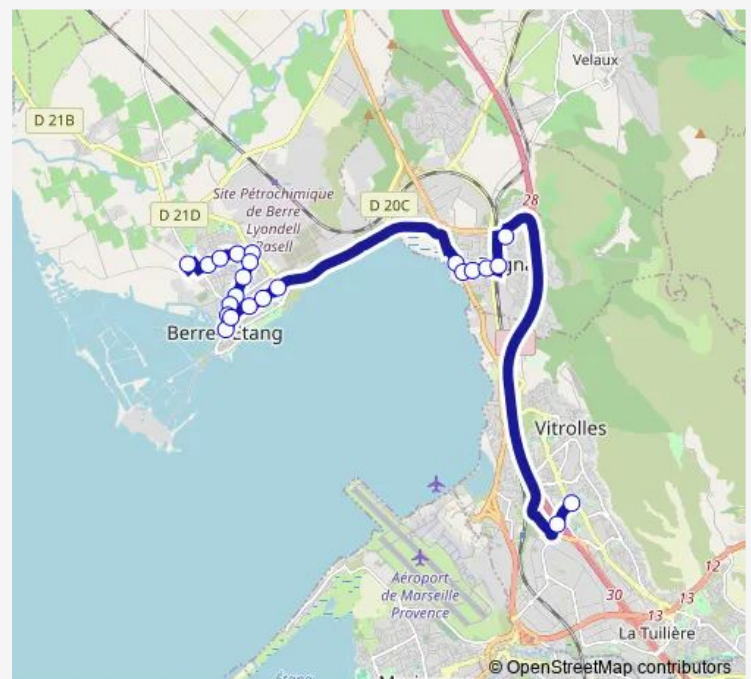 Velaux
D 21B
Site Pétrochimique
de Berre
Lyondell
Basell
D 20C
28
D 21D
Berre
Etang
Vitrolles
Aéroport
de Marseille
Provence
12
13
30
13
La Tuilière
© OpenStreetMap contributors